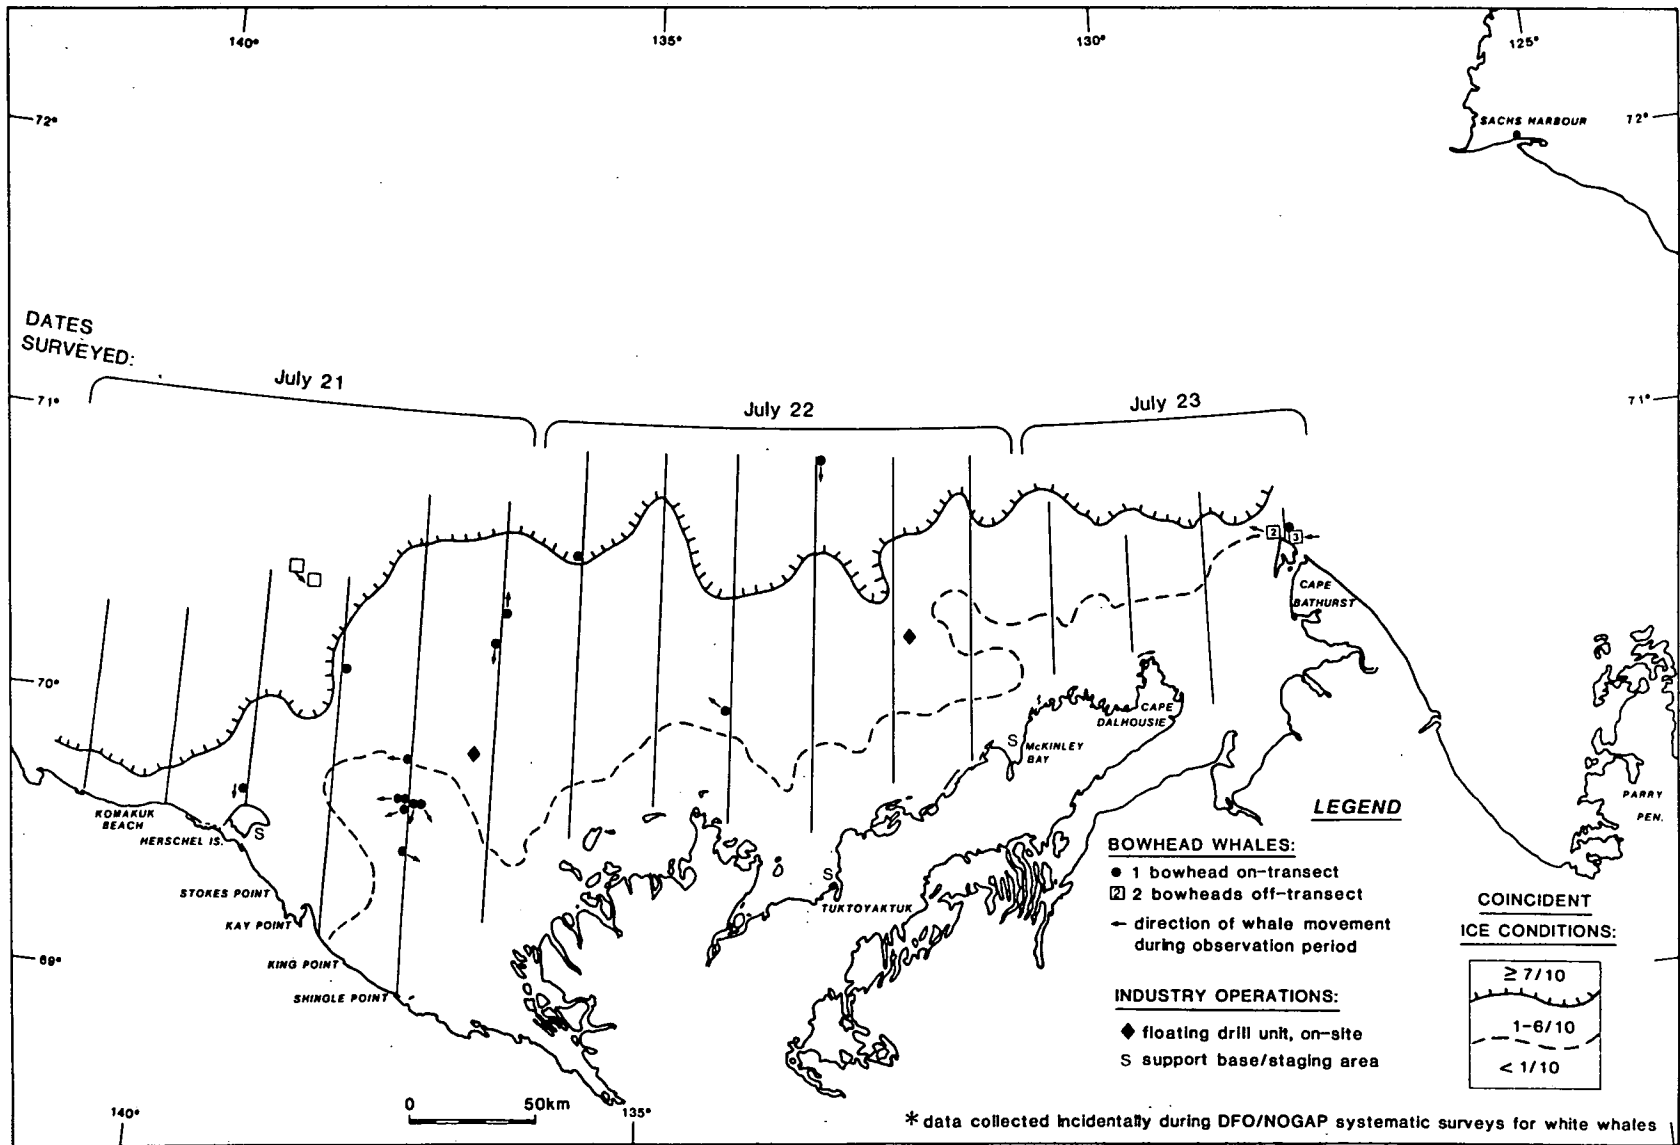 140°
135°
130°
125°
72°
SACHS HARBOUR
72°
DATES
SURVEYED:
July 21
July 22
July 23
71°
71°
2
3
CAPE
BATHURST
70°
CAPE
DALHOUSIE
S
McKINLEY
BAY
KOMAKUK
BEACH
HERSCHEL IS.
S
STOKES POINT
KAY POINT
KING POINT
SHINGLE POINT
S
TUKTOYAKTUK
PARRY
PEN.
69°
LEGEND
BOWHEAD WHALES:
1 bowhead on-transect
2 2 bowheads off-transect
direction of whale movement
during observation period
INDUSTRY OPERATIONS:
floating drill unit, on-site
S support base/staging area
COINCIDENT
ICE CONDITIONS:
≥ 7/10
1-6/10
< 1/10
0 50km
140°
135°
* data collected incidentally during DFO/NOGAP systematic surveys for white whales